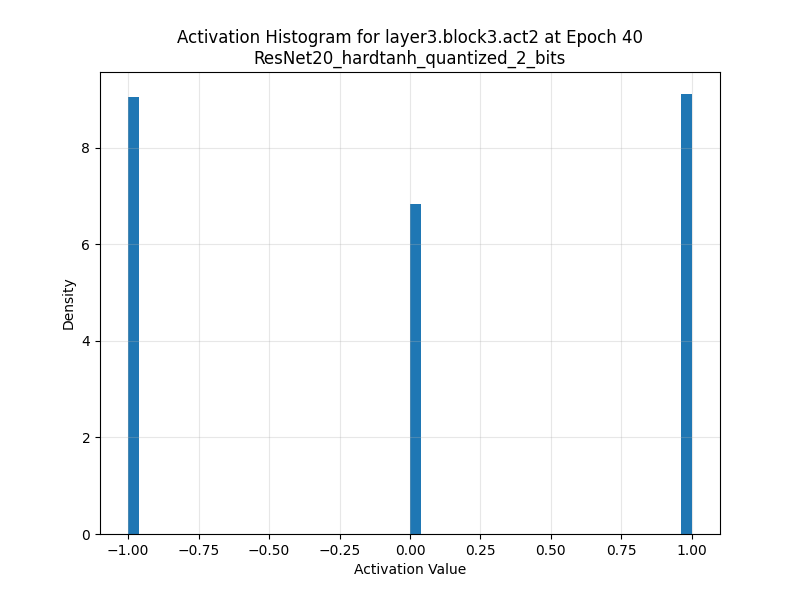 Activation Histogram for layer3.block3.act2 at Epoch 40
ResNet20_hardtanh_quantized_2_bits
8
6
4
2
0
Density
−1.00 −0.75 −0.50 −0.25 0.00 0.25 0.50 0.75 1.00
Activation Value